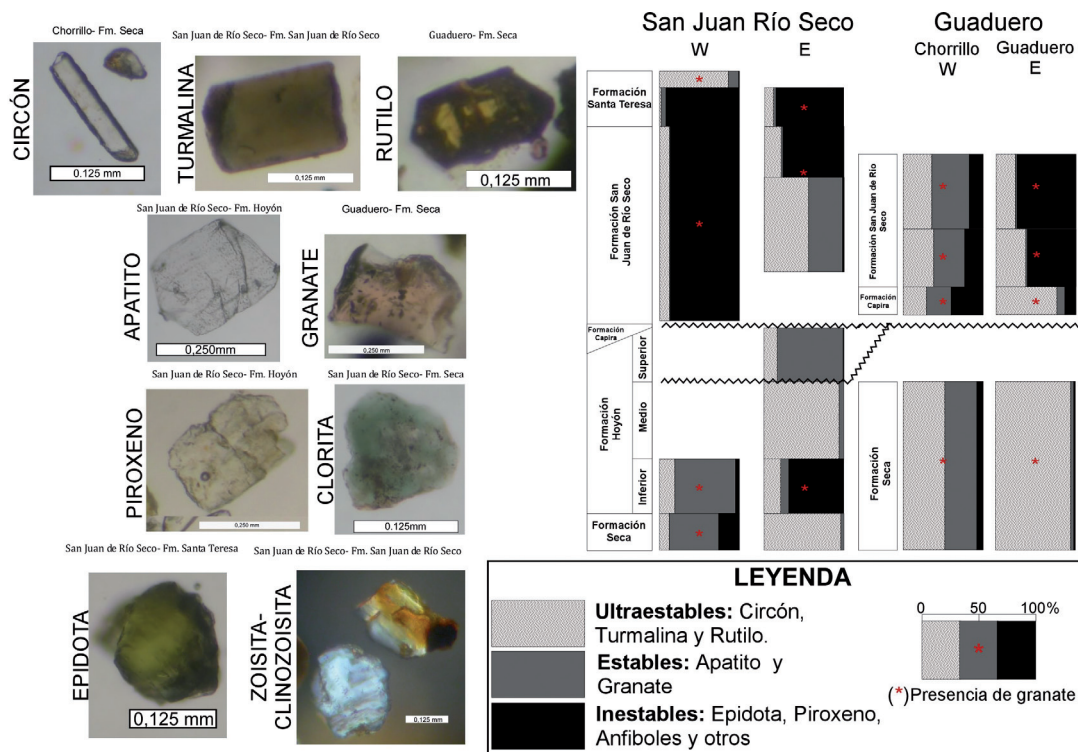 Chorrillo- Fm. Seca
CIRCÓN
0.125 mm
San Juan de Río Seco- Fm. San Juan de Río Seco
TURMALINA
0,125 mm
Guaduero- Fm. Seca
RUTILO
0,125 mm
San Juan de Río Seco- Fm. Hoyón
APATITO
0,250mm
Guaduero- Fm. Seca
GRANATE
0,250 mm
San Juan de Río Seco- Fm. Hoyón
PIROXENO
0,250 mm
San Juan de Río Seco- Fm. Seca
CLORITA
0.125mm
San Juan de Río Seco- Fm. Santa Teresa
EPIDOTA
0,125 mm
San Juan de Río Seco- Fm. San Juan de Río Seco
ZOISITA-
CLINOZOISITA
0,125 mm
San Juan Río Seco
W
E
Guaduero
Chorrillo
W
Guaduero
E
Formación
Santa Teresa
*
*
Formación San
Juan de Río Seco
*
*
Formación
Capira
Formación
Hoyón
Superior
Medio
Inferior
*
*
Formación
Seca
*
Formación San Juan de Río
Seco
*
*
*
*
Formación
Capira
*
*
Formación
Seca
*
*
LEYENDA
Ultraestables: Circón,
Turmalina y Rutilo.
Estables: Apatito y
Granate
Inestables: Epidota, Piroxeno,
Anfiboles y otros
0 50 100%
*
(*)Presencia de granate